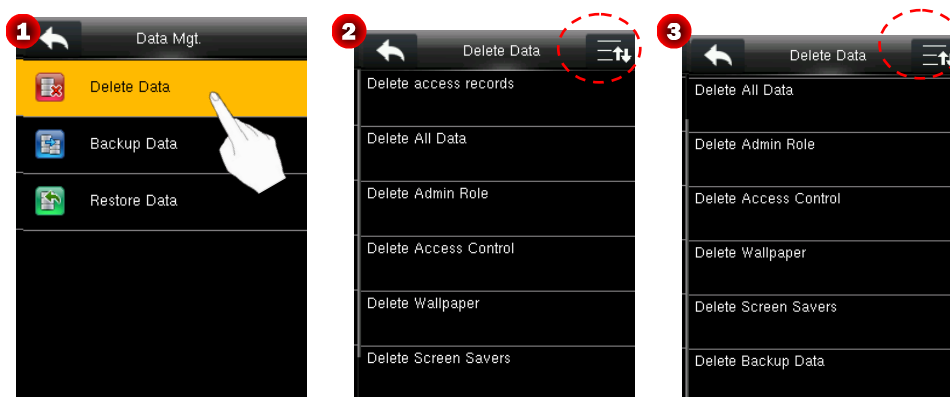 1
Data Mgt.
Delete Data
Backup Data
Restore Data
2
Delete Data
Delete access records
Delete All Data
Delete Admin Role
Delete Access Control
Delete Wallpaper
Delete Screen Savers
3
Delete Data
Delete All Data
Delete Admin Role
Delete Access Control
Delete Wallpaper
Delete Screen Savers
Delete Backup Data